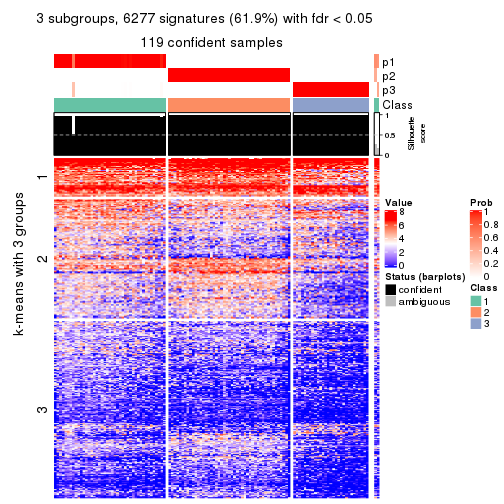 3 subgroups, 6277 signatures (61.9%) with fdr < 0.05
119 confident samples
p1
p2
p3
Class
1
0.5
0
Silhouette
score
k-means with 3 groups
1
2
3
Value
8
6
4
2
0
Status (barplots)
confident
ambiguous
Prob
1
0.8
0.6
0.4
0.2
0
Class
1
2
3